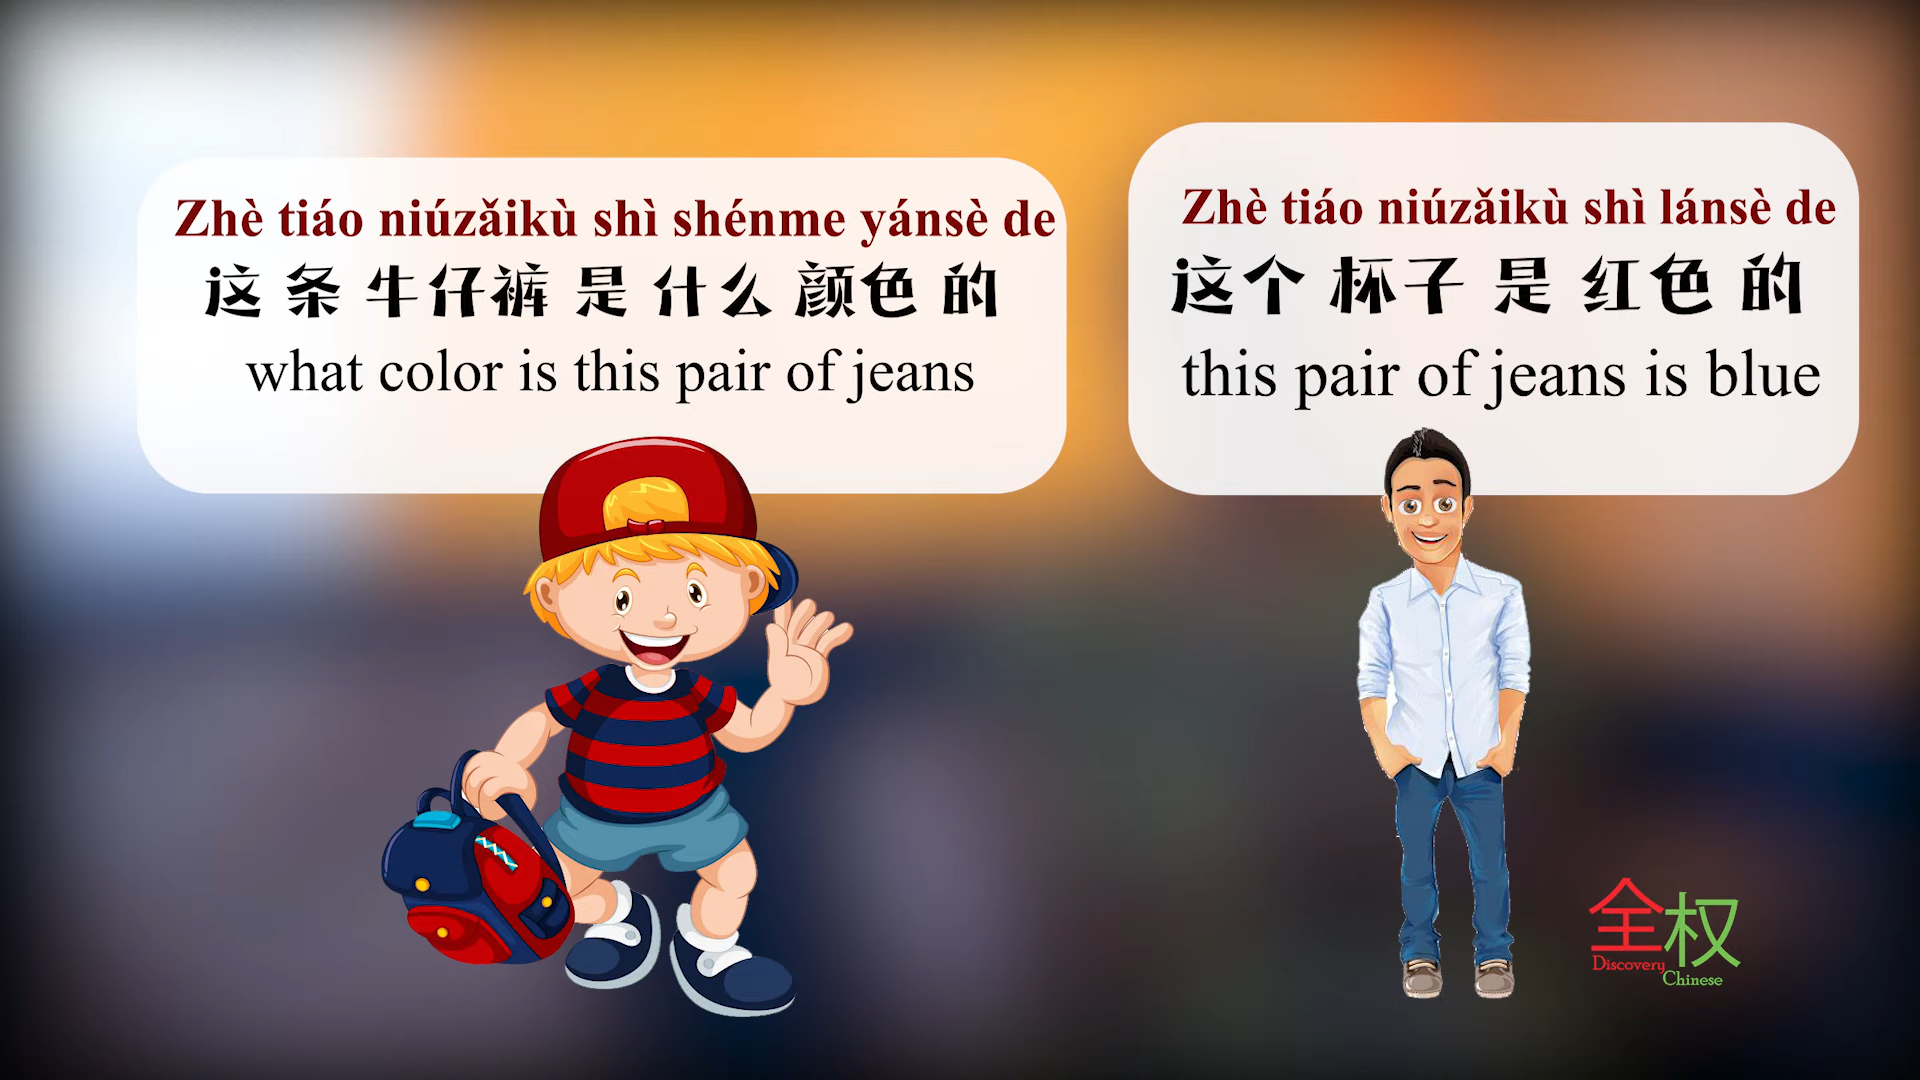 Zhè tiáo niúzǎikù shì shénme yánsè de
这 条 牛仔裤 是 什么 颜色 的
what color is this pair of jeans
Zhè tiáo niúzǎikù shì lánsè de
这个 杯子 是 红色 的
this pair of jeans is blue
全权
Discovery
Chinese